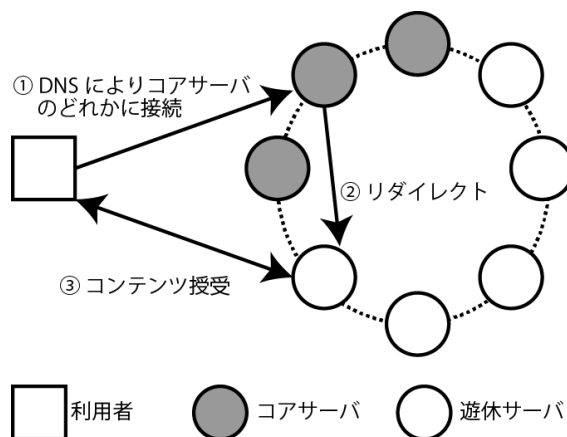 ① DNS によりコアサーバ
のどれかに接続
② リダイレクト
③ コンテンツ授受
利用者
コアサーバ
遊休サーバ